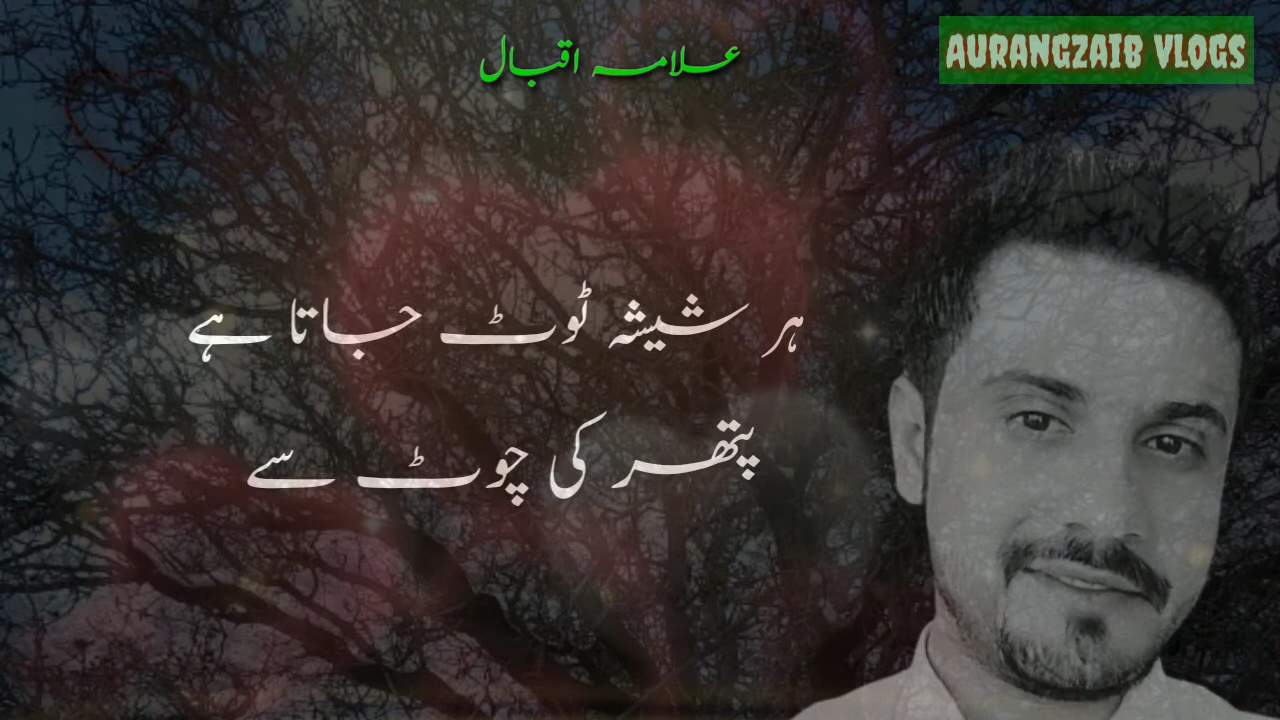 علامہ اقبال
AURANGZAIB VLOGS
ہر شیشہ ٹوٹ جاتا ہے
پتھر کی چوٹ سے